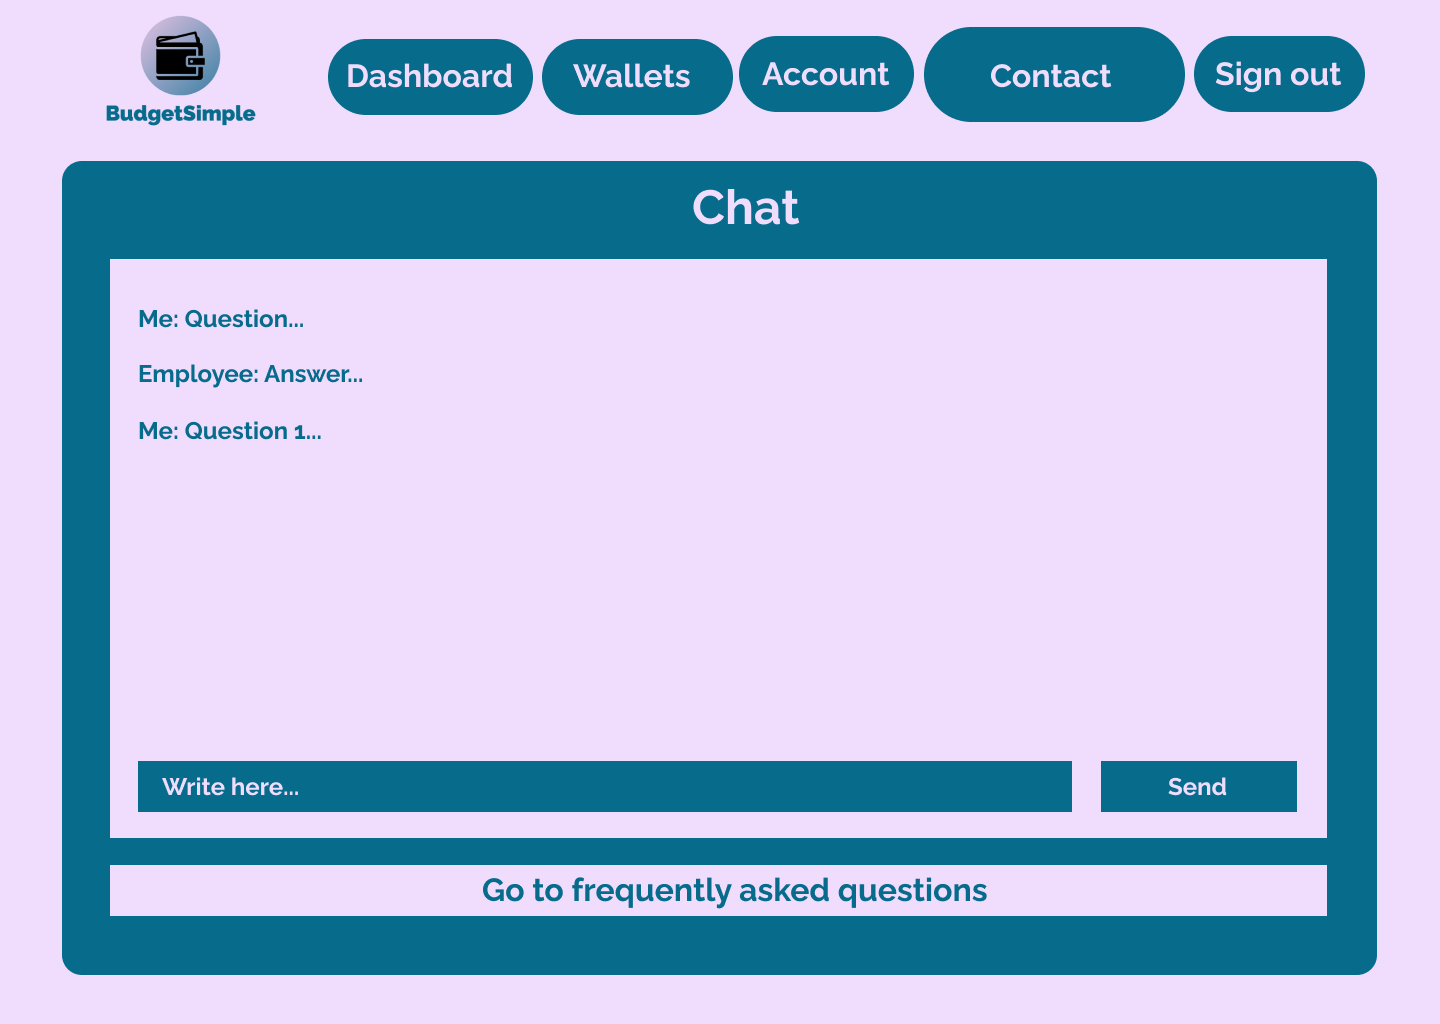 BudgetSimple
Dashboard
Wallets
Account
Contact
Sign out
Chat
Me: Question...
Employee: Answer...
Me: Question 1...
Write here...
Send
Go to frequently asked questions